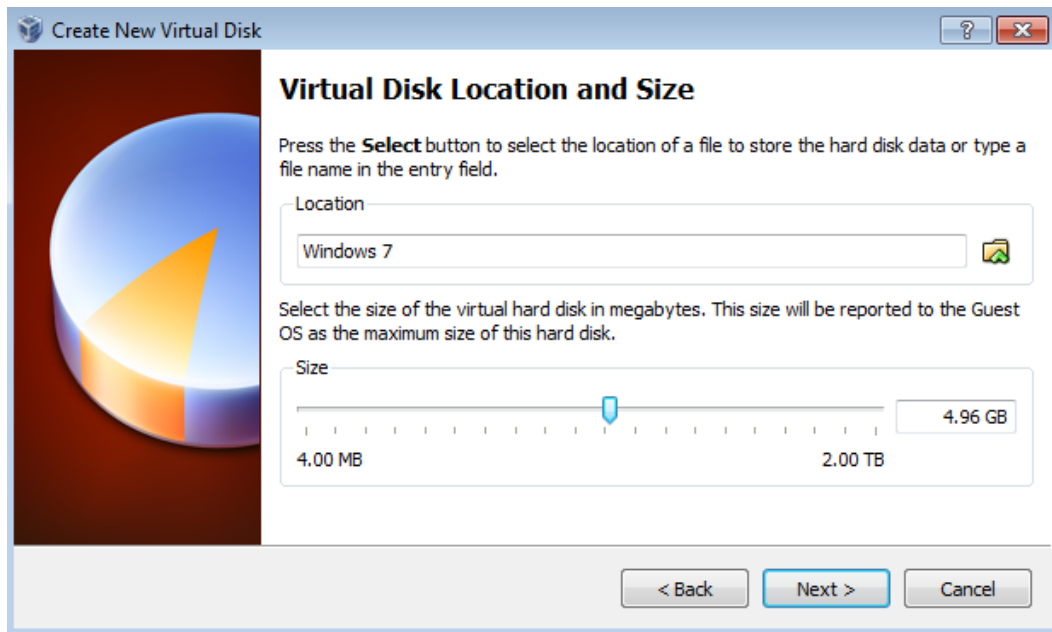 Create New Virtual Disk
Virtual Disk Location and Size
Press the Select button to select the location of a file to store the hard disk data or type a
file name in the entry field.
Location
Windows 7
Select the size of the virtual hard disk in megabytes. This size will be reported to the Guest
OS as the maximum size of this hard disk.
Size
4.96 GB
4.00 MB 2.00 TB
< Back Next > Cancel